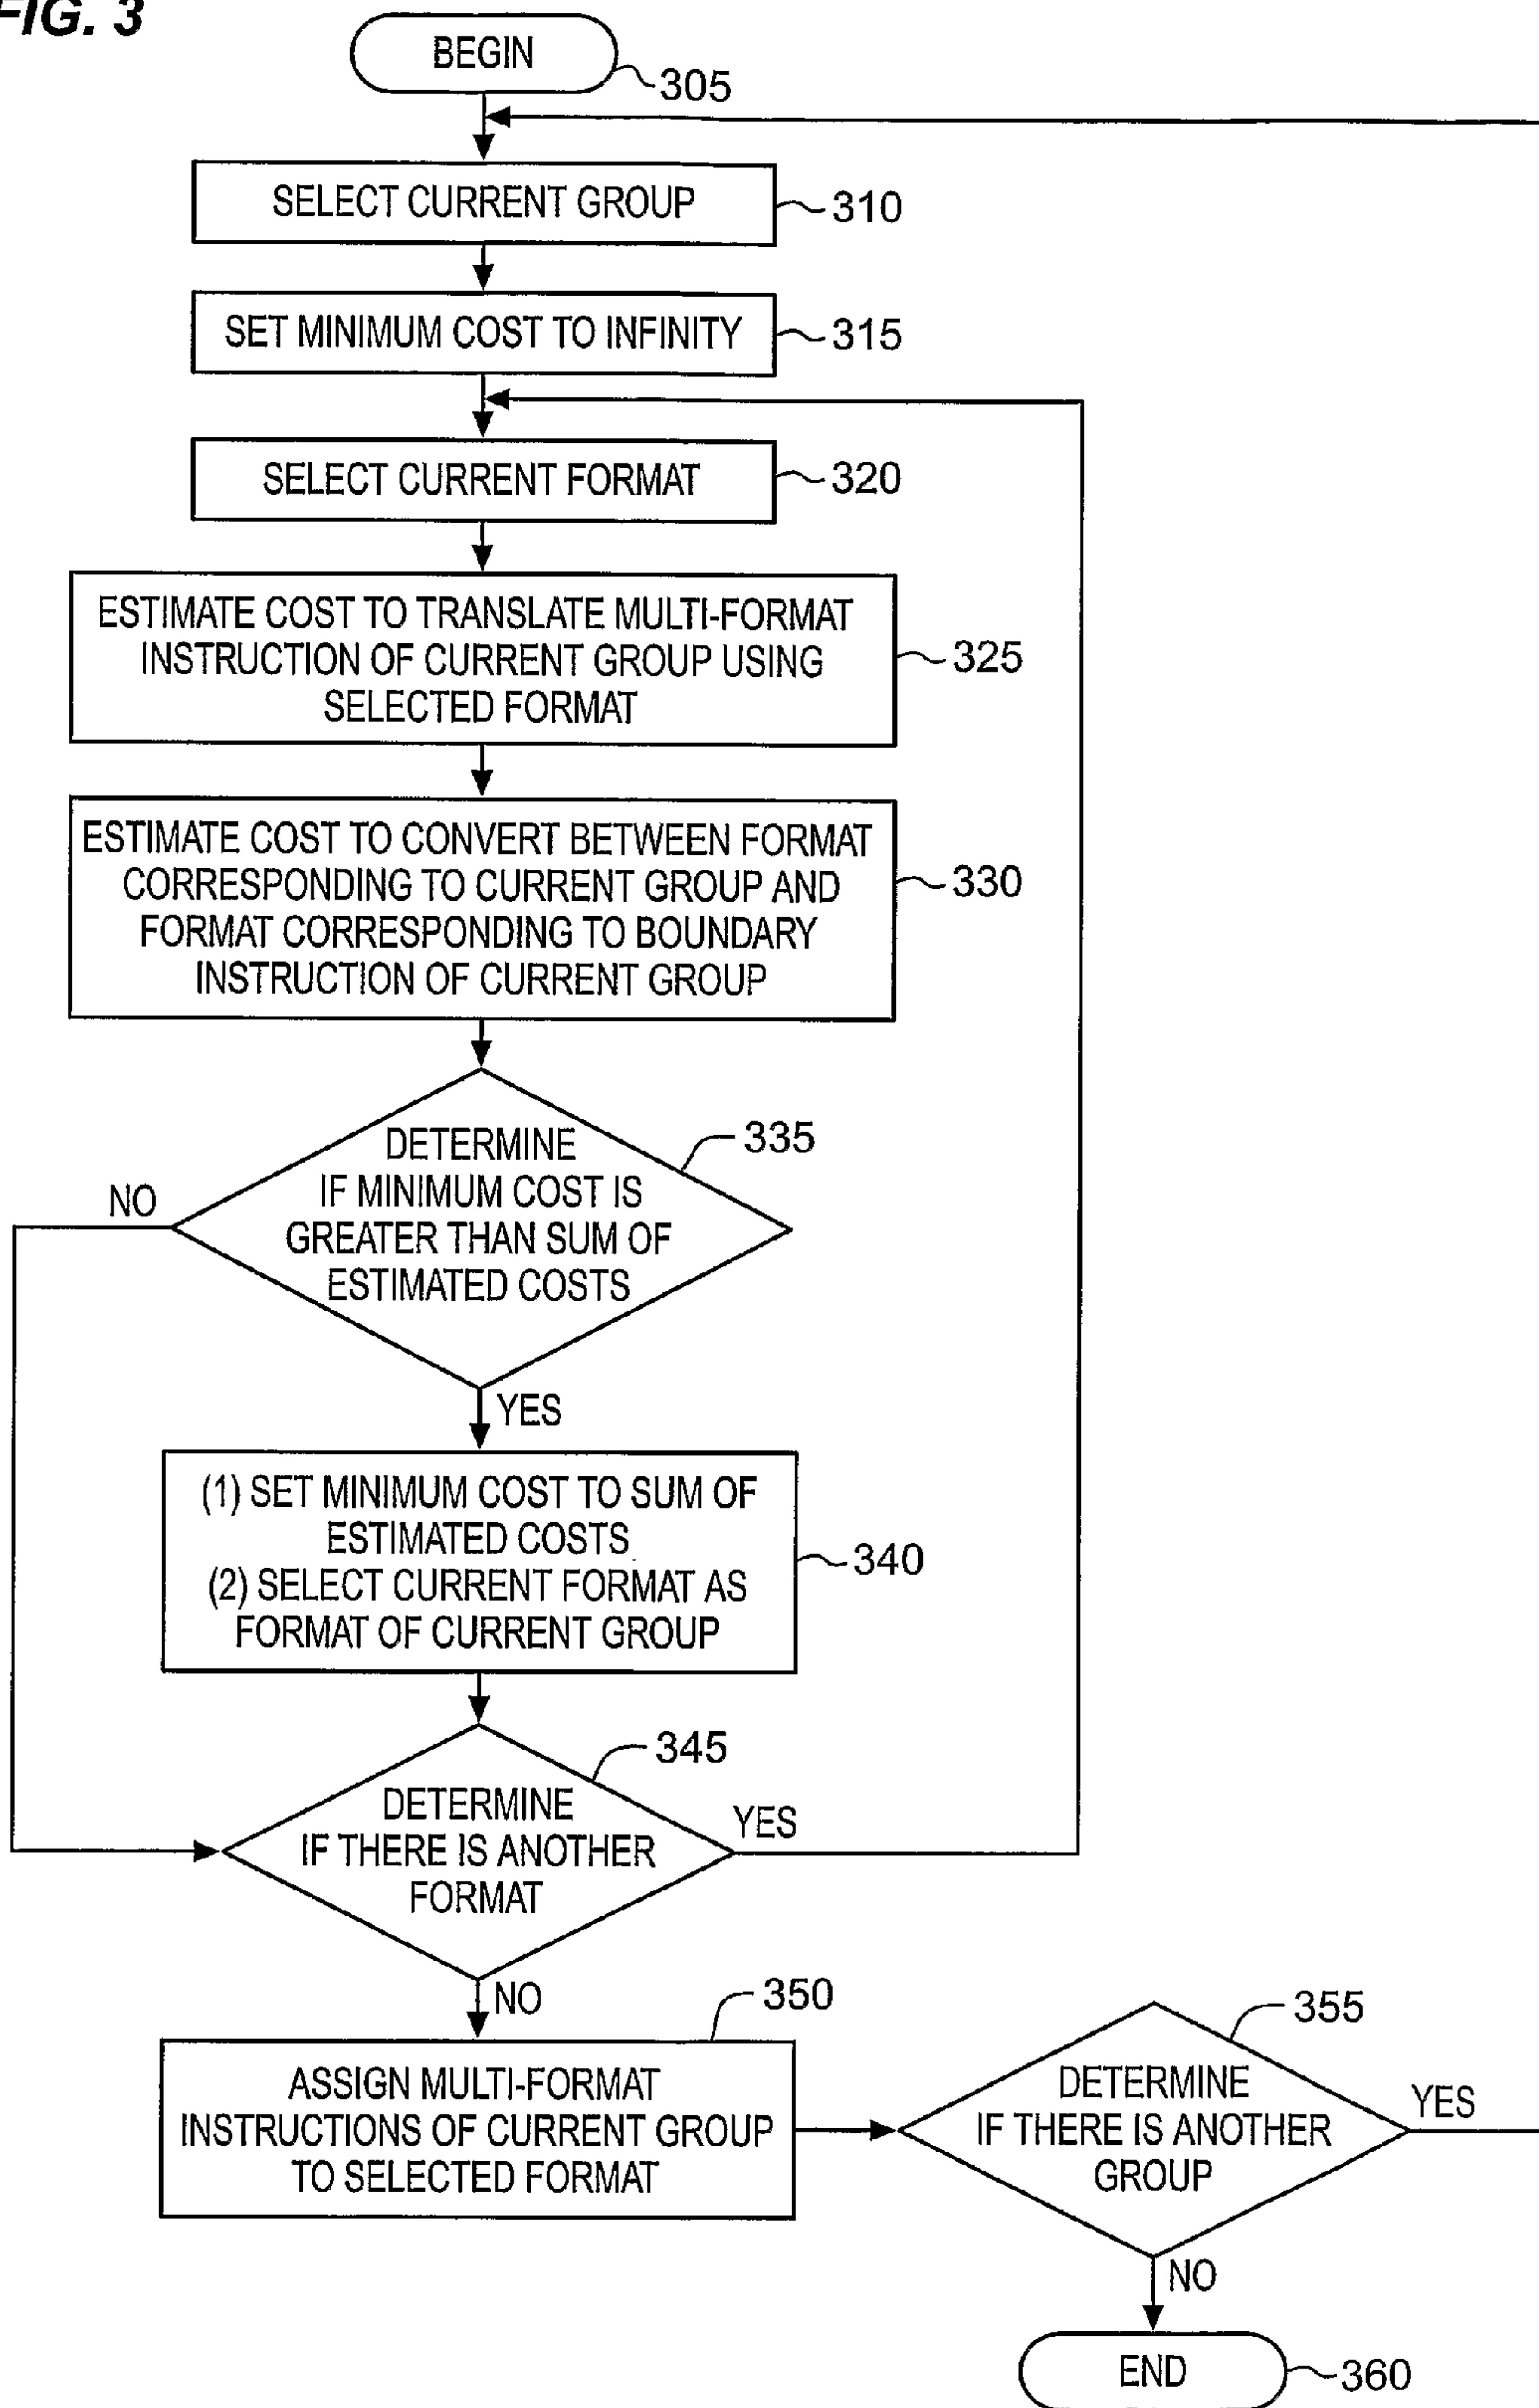 FIG. 3
BEGIN
305
SELECT CURRENT GROUP
310
SET MINIMUM COST TO INFINITY
315
SELECT CURRENT FORMAT
320
ESTIMATE COST TO TRANSLATE MULTI-FORMAT
INSTRUCTION OF CURRENT GROUP USING
SELECTED FORMAT
325
ESTIMATE COST TO CONVERT BETWEEN FORMAT
CORRESPONDING TO CURRENT GROUP AND
FORMAT CORRESPONDING TO BOUNDARY
INSTRUCTION OF CURRENT GROUP
330
DETERMINE
IF MINIMUM COST IS
GREATER THAN SUM OF
ESTIMATED COSTS
335
NO
YES
(1) SET MINIMUM COST TO SUM OF
ESTIMATED COSTS
(2) SELECT CURRENT FORMAT AS
FORMAT OF CURRENT GROUP
340
DETERMINE
IF THERE IS ANOTHER
FORMAT
345
YES
NO
ASSIGN MULTI-FORMAT
INSTRUCTIONS OF CURRENT GROUP
TO SELECTED FORMAT
350
DETERMINE
IF THERE IS ANOTHER
GROUP
355
YES
NO
END
360